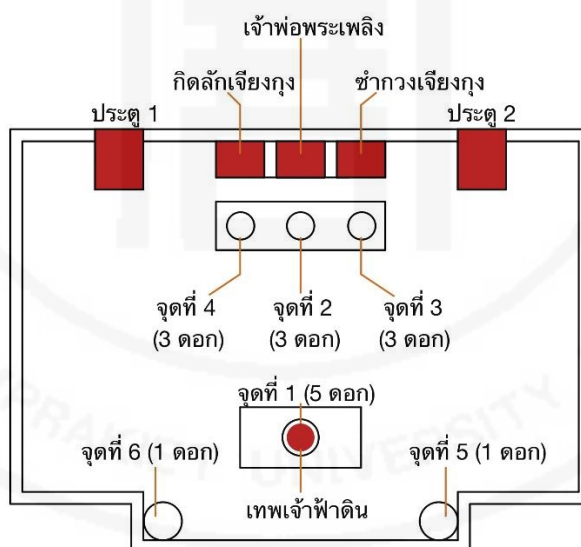 เจ้าพ่อพระเพลิง
กิดลักเจียงกุง
ซำกวงเจียงกุง
ประตู 1
ประตู 2
จุดที่ 4
(3 ดอก)
จุดที่ 2
(3 ดอก)
จุดที่ 3
(3 ดอก)
จุดที่ 1 (5 ดอก)
จุดที่ 6 (1 ดอก)
จุดที่ 5 (1 ดอก)
เทพเจ้าฟ้าดิน
UNIVERSITY